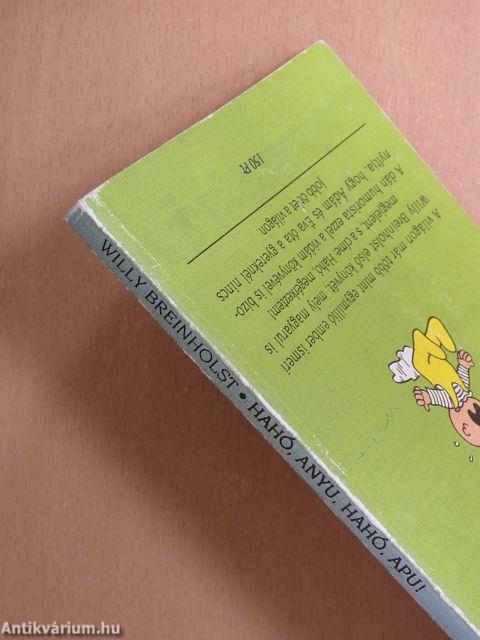 WILLY BREINHOLST • HAHÓ, ANYU, HAHÓ, APU!
A világon már több mint egymillió ember ismeri
Willy Breinholst első könyvét, mely magyarul is
megjelent, s a címe: Hahó, megérkeztem!
A dán humorista ezzel a vidám könyvével is bizo-
nyítja, hogy Ádám és Éva óta a gyereknél nincs
jobb ötlet a világon.
150 Ft
Antikvárium.hu